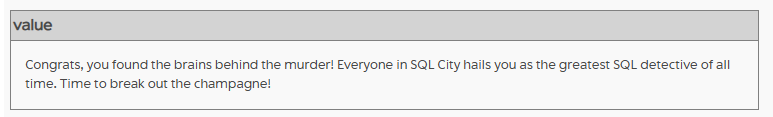 value
Congrats, you found the brains behind the murder! Everyone in SQL City hails you as the greatest SQL detective of all
time. Time to break out the champagne!